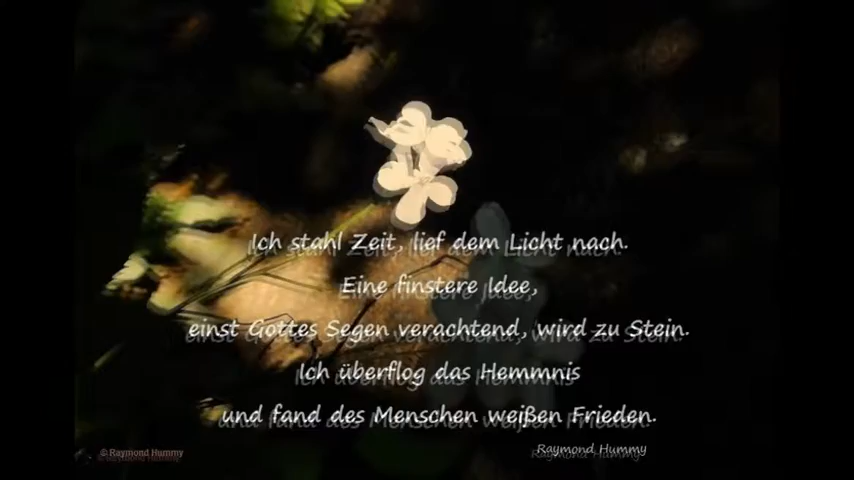 Ich stahl Zeit, lief dem Licht nach.
Eine finstere Idee,
einst Gottes Segen verachtend, wird zu Stein.
Ich überflog das Hemmnis
und fand des Menschen weißen Frieden.
Raymond Hummy
© Raymond Hummy